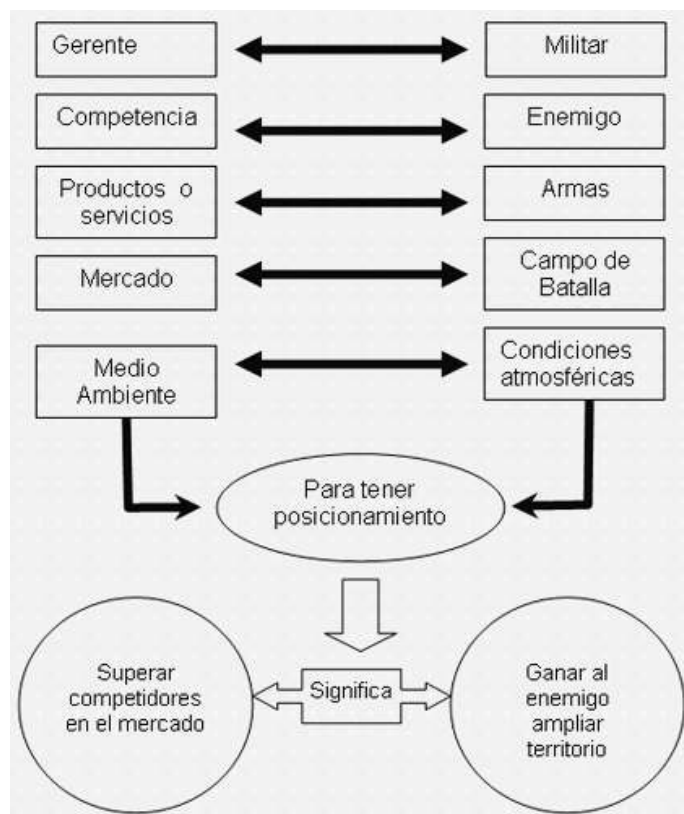 Gerente
Militar
Competencia
Enemigo
Productos o
servicios
Armas
Mercado
Campo de
Batalla
Medio
Ambiente
Condiciones
atmosféricas
Para tener
posicionamiento
Superar
competidores
en el mercado
Significa
Ganar al
enemigo
ampliar
territorio